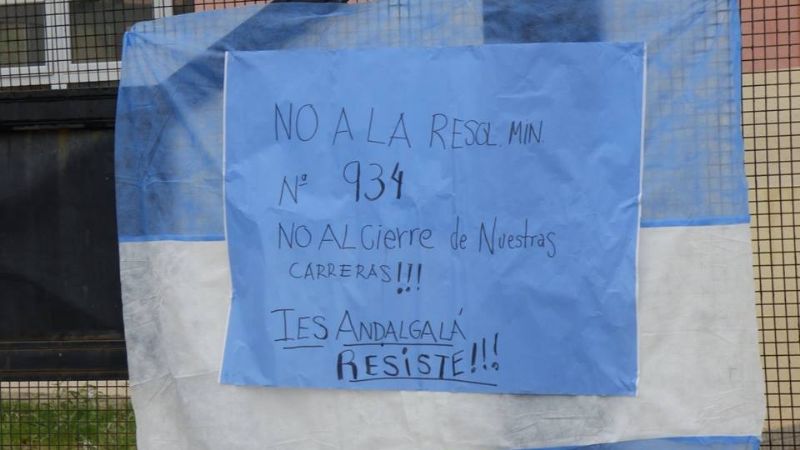 NO A LA RESOL. MIN.
Nº 934
NO AL Cierre de Nuestras
CARRERAS!!!
IES ANDALGALÁ
RESISTE!!!